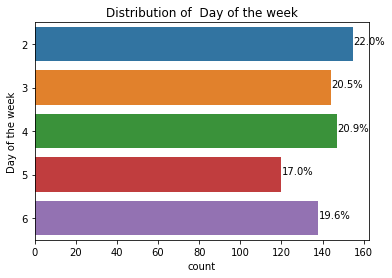 Distribution of  Day of the week
Day of the week
2
22.0%
3
20.5%
4
20.9%
5
17.0%
6
19.6%
0 20 40 60 80 100 120 140 160
count